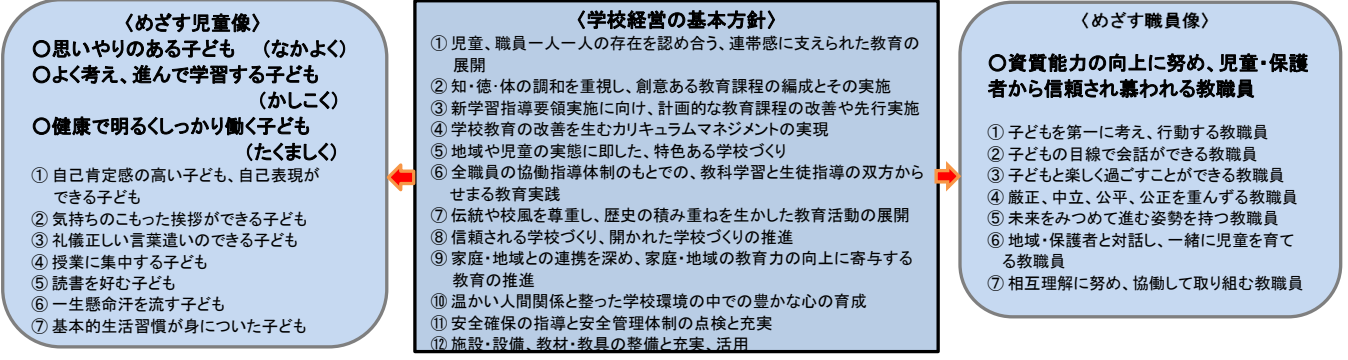 〈めざす児童像〉
〇思いやりのある子ども （なかよく）
〇よく考え、進んで学習する子ども
（かしこく）
〇健康で明るくしっかり働く子ども
（たくましく）
① 自己肯定感の高い子ども、自己表現が
できる子ども
② 気持ちのこもった挨拶ができる子ども
③ 礼儀正しい言葉遣いのできる子ども
④ 授業に集中する子ども
⑤ 読書を好む子ども
⑥ 一生懸命汗を流す子ども
⑦ 基本的生活習慣が身についた子ども
〈学校経営の基本方針〉
① 児童、職員一人一人の存在を認め合う、連帯感に支えられた教育の
展開
② 知・徳・体の調和を重視し、創意ある教育課程の編成とその実施
③ 新学習指導要領実施に向け、計画的な教育課程の改善や先行実施
④ 学校教育の改善を生むカリキュラムマネジメントの実現
⑤ 地域や児童の実態に即した、特色ある学校づくり
⑥ 全職員の協働指導体制のもとでの、教科学習と生徒指導の双方から
せまる教育実践
⑦ 伝統や校風を尊重し、歴史の積み重ねを生かした教育活動の展開
⑧ 信頼される学校づくり、開かれた学校づくりの推進
⑨ 家庭・地域との連携を深め、家庭・地域の教育力の向上に寄与する
教育の推進
⑩ 温かい人間関係と整った学校環境の中での豊かな心の育成
⑪ 安全確保の指導と安全管理体制の点検と充実
⑫ 施設・設備、教材・教具の整備と充実、活用
〈めざす職員像〉
〇資質能力の向上に努め、児童・保護
者から信頼され慕われる教職員
① 子どもを第一に考え、行動する教職員
② 子どもの目線で会話ができる教職員
③ 子どもと楽しく過ごすことができる教職員
④ 厳正、中立、公平、公正を重んずる教職員
⑤ 未来をみつめて進む姿勢を持つ教職員
⑥ 地域・保護者と対話し、一緒に児童を育て
る教職員
⑦ 相互理解に努め、協働して取り組む教職員